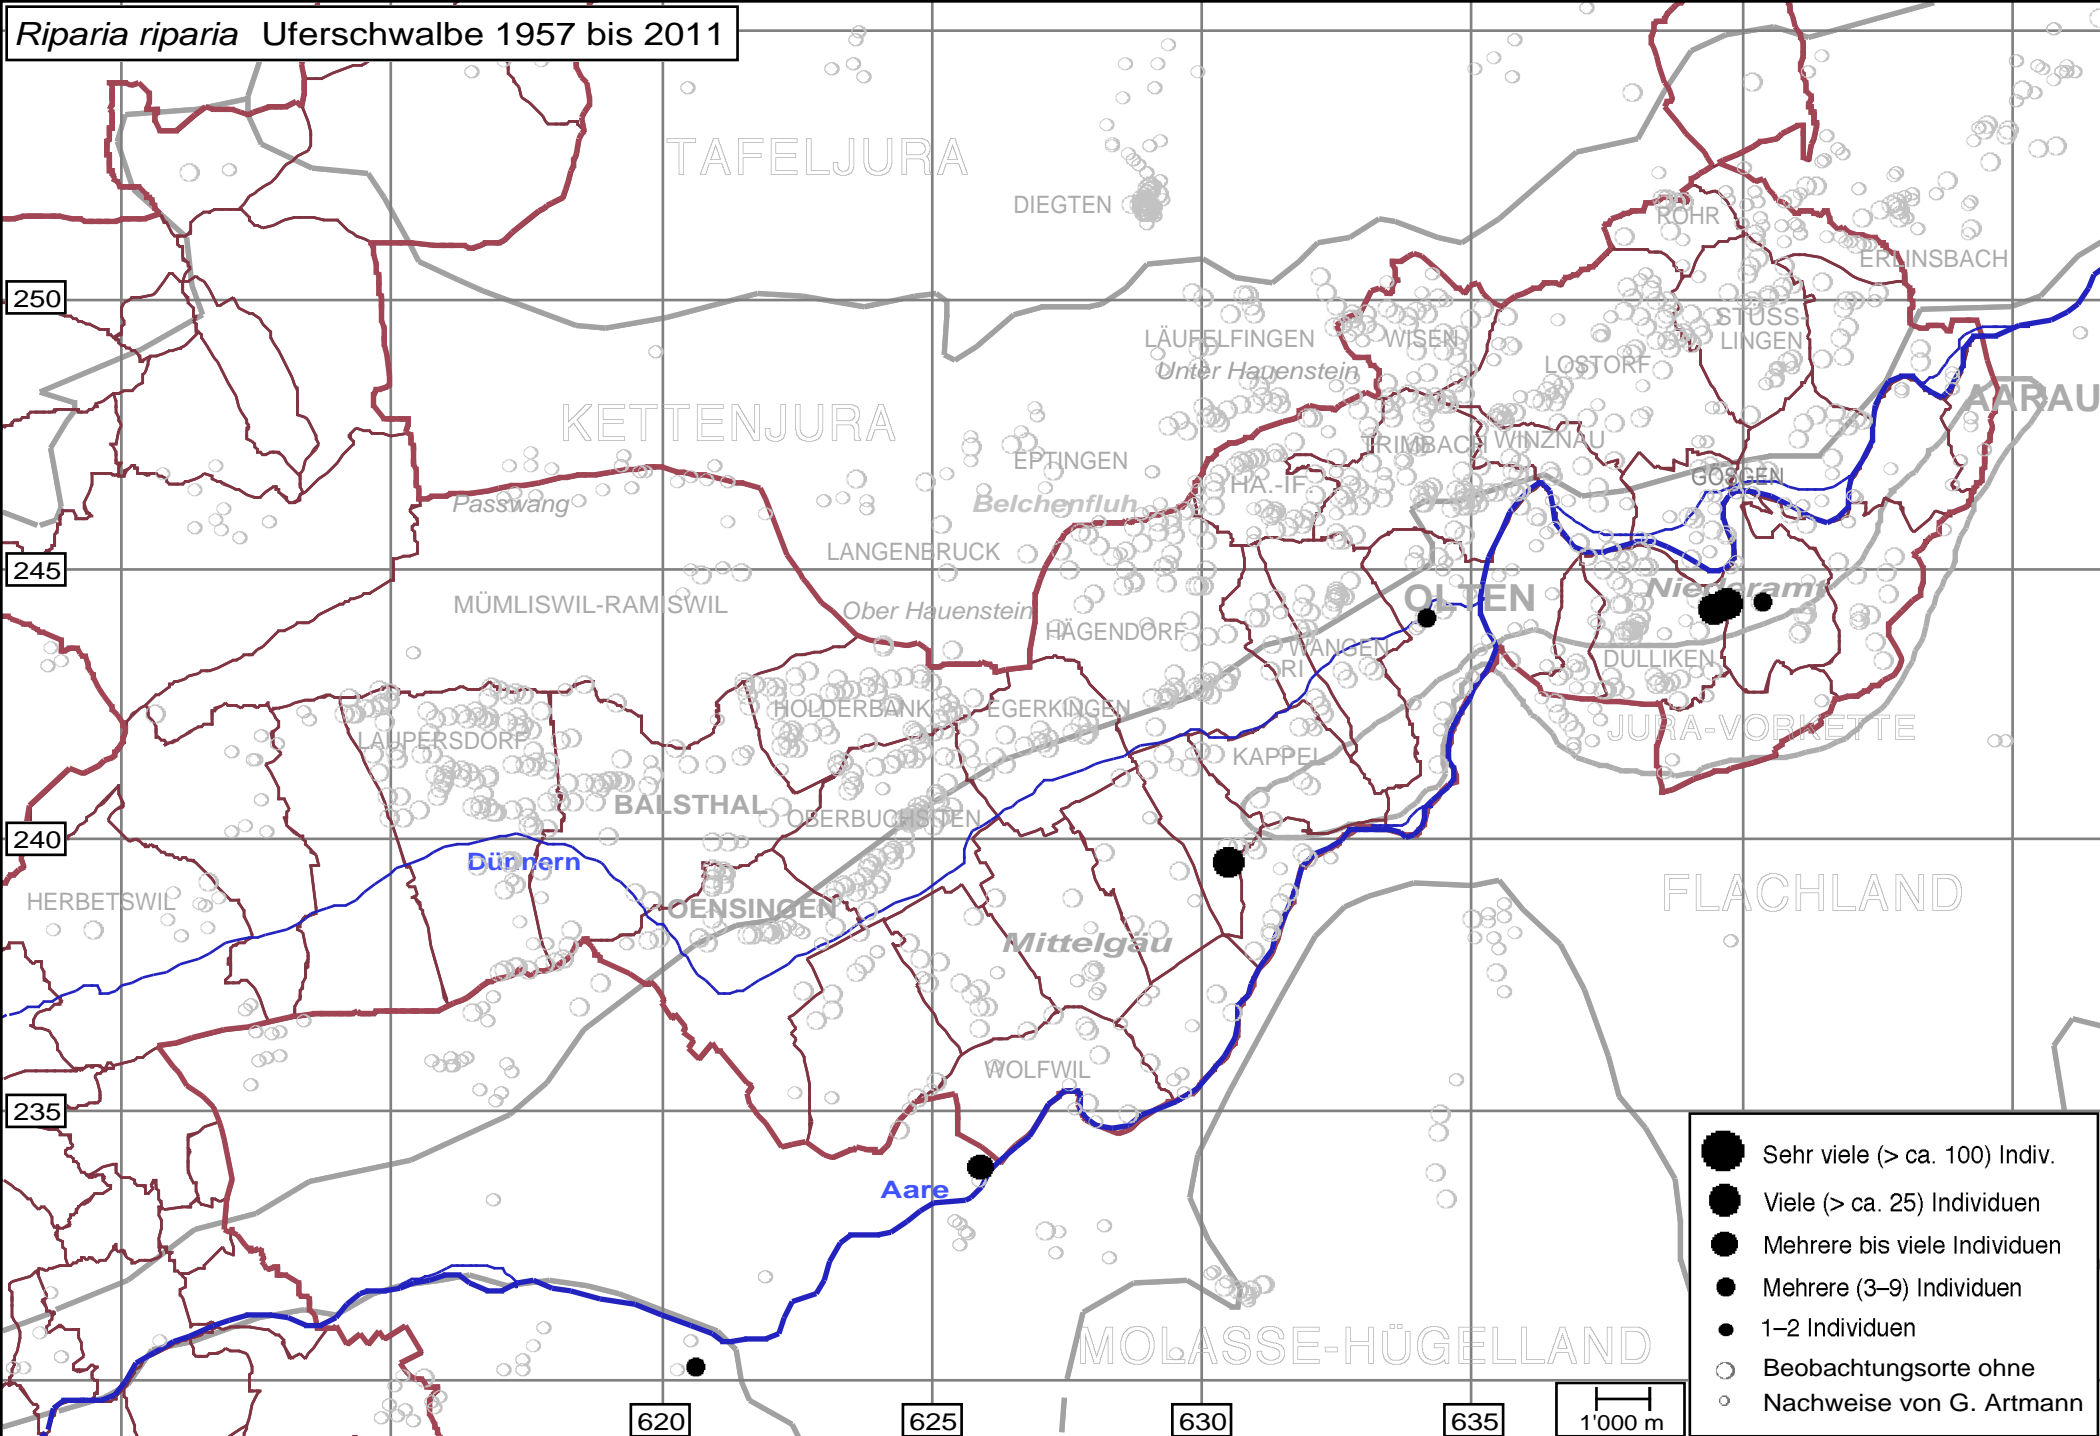 Riparia riparia Uferschwalbe 1957 bis 2011
TAFELJURA
DIEGTEN
ROHR
ERLINSBACH
250
STÜSS-
LINGEN
LÄUFELFINGEN
WISEN
LOSTORF
Unter Hauenstein
AARAU
KETTENJURA
TRIMBACH
WINZNAU
EPTINGEN
GÖSGEN
HA.-IF.
Passwang
Belchenfluh
LANGENBRUCK
245
MÜMLISWIL-RAMISWIL
Ober Hauenstein
OLTEN
Niederamt
HÄGENDORF
WANGEN
RI
DULLIKEN
HOLDERBANK
EGERKINGEN
JURA-VORKETTE
LAUPERSDORF
KAPPEL
BALSTHAL
OBERBUCHSITEN
240
Dünnern
HERBETSWIL
OENSINGEN
FLACHLAND
Mittelgäu
WOLFWIL
235
Aare
MOLASSE-HÜGELLAND
Sehr viele (> ca. 100) Indiv.
Viele (> ca. 25) Individuen
Mehrere bis viele Individuen
Mehrere (3–9) Individuen
1–2 Individuen
Beobachtungsorte ohne
Nachweise von G. Artmann
620
625
630
635
1'000 m